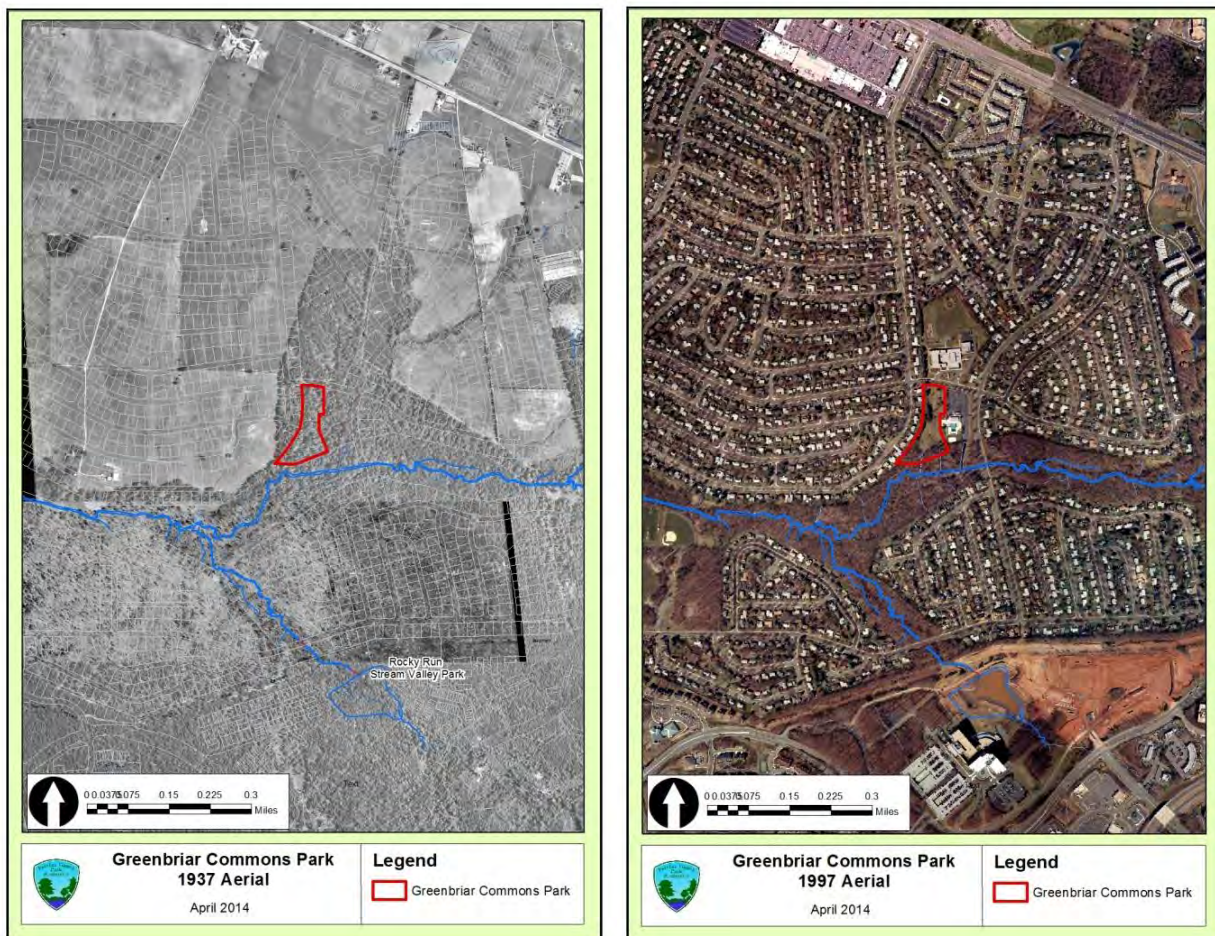 Rocky Run
Stream Valley Park
0 0.0375 0.075 0.15 0.225 0.3
Miles
Greenbriar Commons Park
1937 Aerial
April 2014
Legend
Greenbriar Commons Park
0 0.0375 0.075 0.15 0.225 0.3
Miles
Greenbriar Commons Park
1997 Aerial
April 2014
Legend
Greenbriar Commons Park